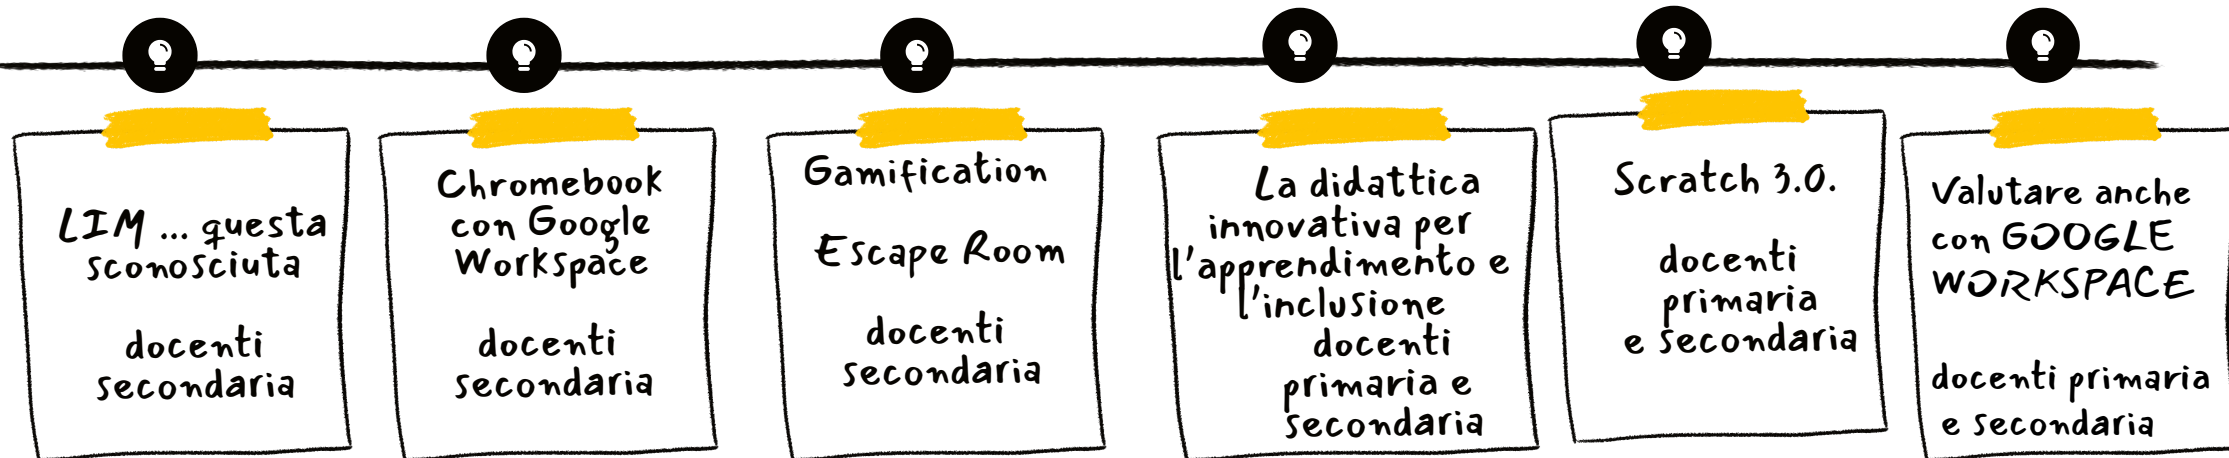 LIM ... questa
sconosciuta
docenti
secondaria
Chromebook
con Google
Workspace
docenti
secondaria
Gamification
Escape Room
docenti
secondaria
La didattica
innovativa per
l'apprendimento e
l'inclusione
docenti
primaria e
secondaria
Scratch 3.0.
docenti
primaria
e secondaria
Valutare anche
con GOOGLE
WORKSPACE
docenti primaria
e secondaria